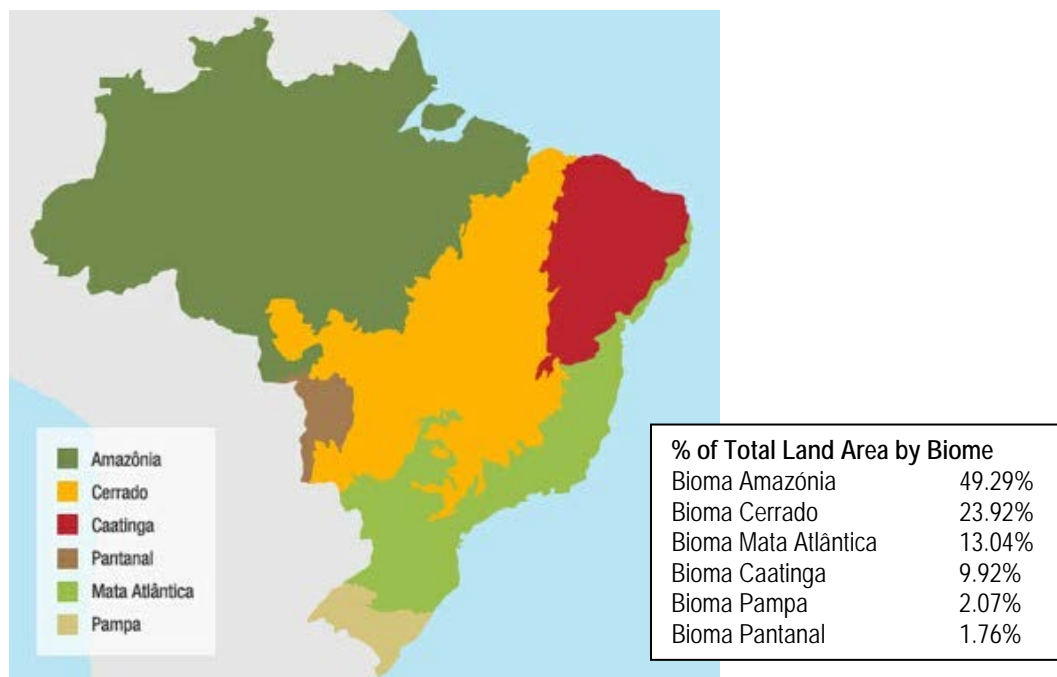 Amazônia
Cerrado
Caatinga
Pantanal
Mata Atlântica
Pampa
% of Total Land Area by Biome
Bioma Amazónia 49.29%
Bioma Cerrado 23.92%
Bioma Mata Atlântica 13.04%
Bioma Caatinga 9.92%
Bioma Pampa 2.07%
Bioma Pantanal 1.76%